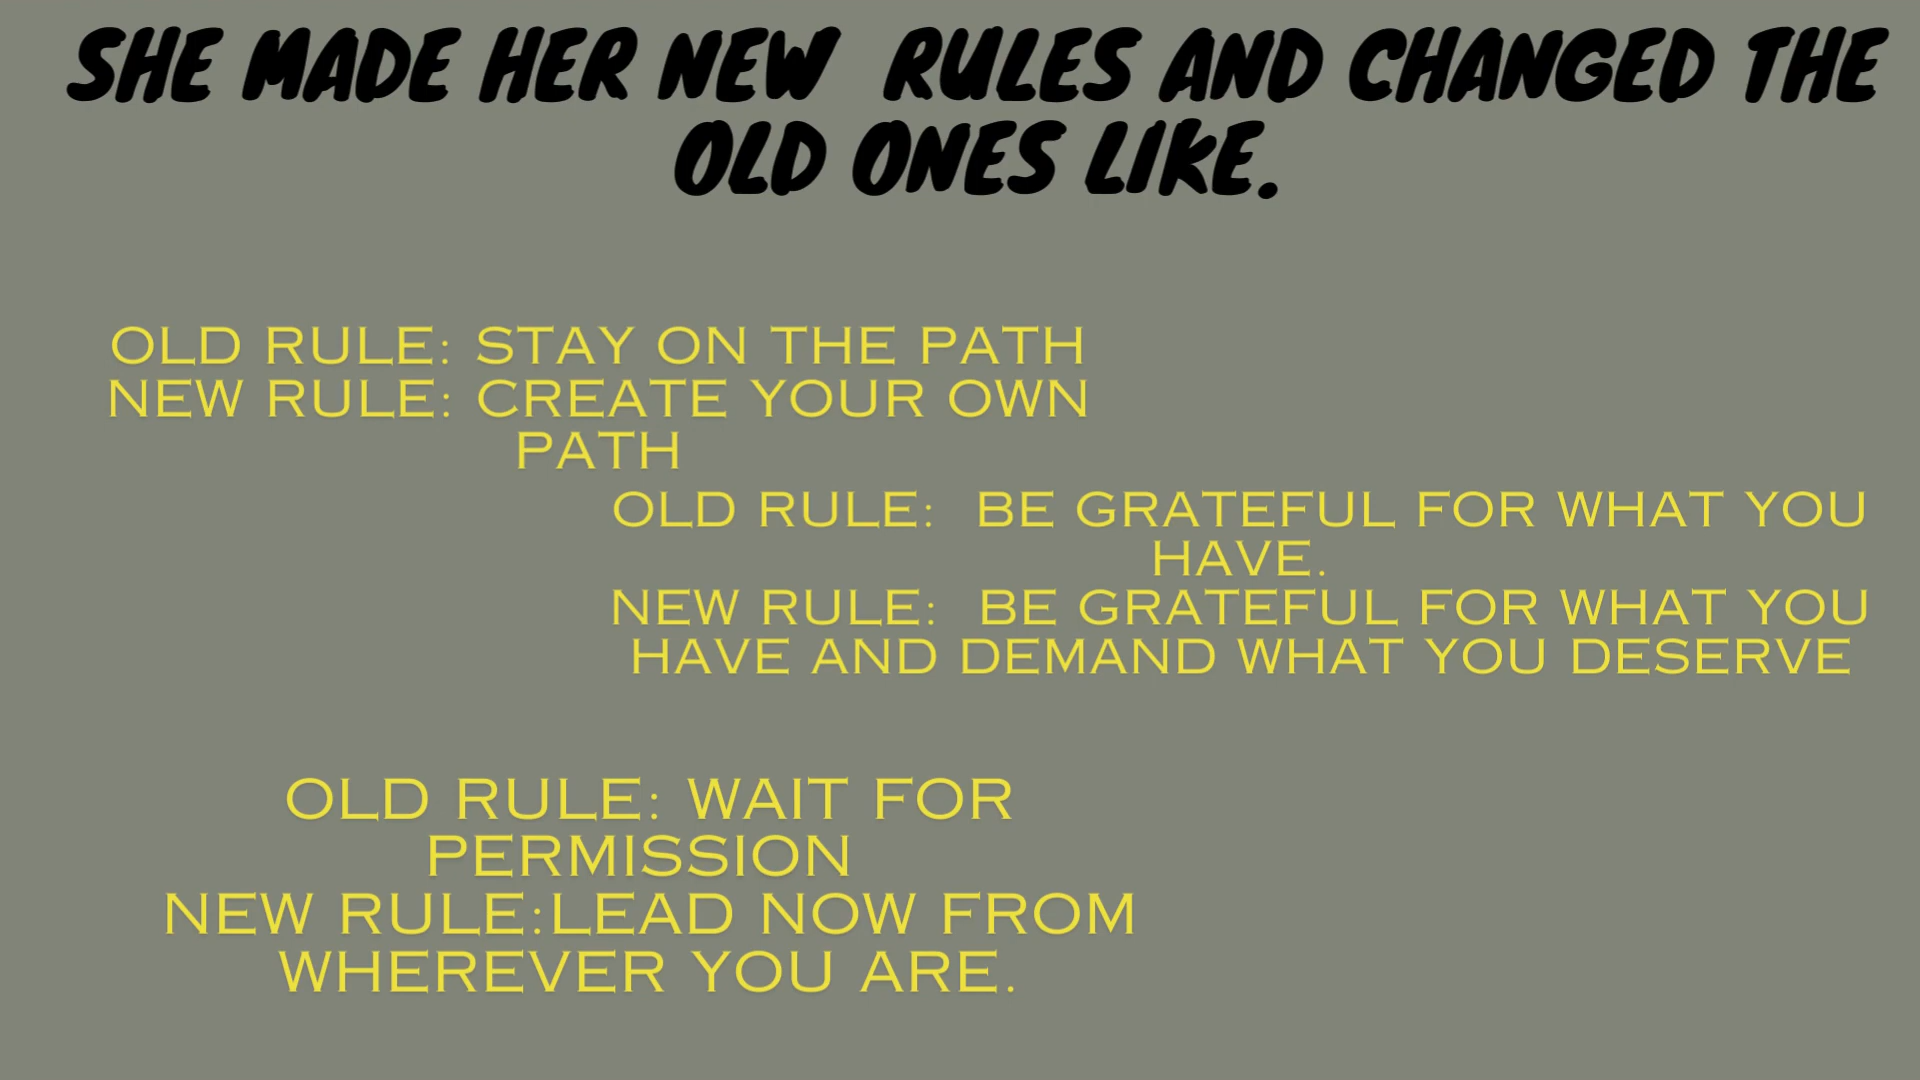 SHE MADE HER NEW  RULES AND CHANGED THE
OLD ONES LIKE.
OLD RULE: STAY ON THE PATH
NEW RULE: CREATE YOUR OWN
PATH
OLD RULE:  BE GRATEFUL FOR WHAT YOU
HAVE.
NEW RULE:  BE GRATEFUL FOR WHAT YOU
HAVE AND DEMAND WHAT YOU DESERVE
OLD RULE: WAIT FOR
PERMISSION
NEW RULE:LEAD NOW FROM
WHEREVER YOU ARE.